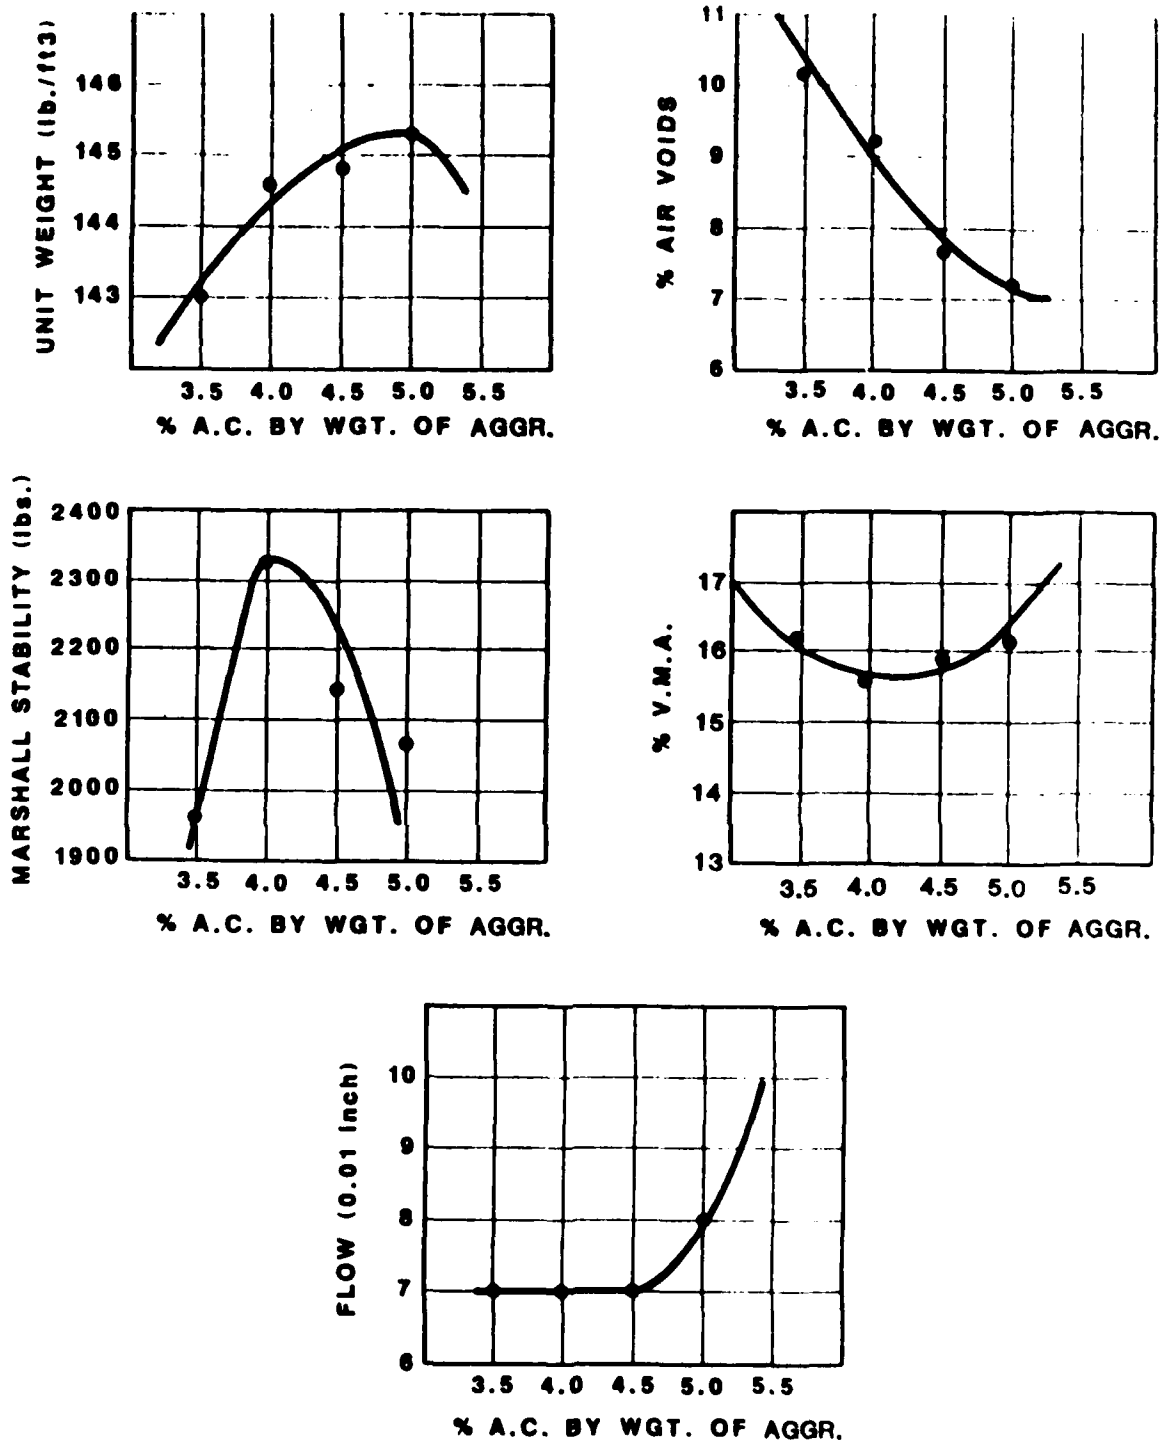 UNIT WEIGHT (lb./ft3)
146
145
144
143
3.5 4.0 4.5 5.0 5.5
% A.C. BY WGT. OF AGGR.
% AIR VOIDS
11
10
9
8
7
6
3.5 4.0 4.5 5.0 5.5
% A.C. BY WGT. OF AGGR.
MARSHALL STABILITY (lbs.)
2400
2300
2200
2100
2000
1900
3.5 4.0 4.5 5.0 5.5
% A.C. BY WGT. OF AGGR.
% V.M.A.
17
16
15
14
13
3.5 4.0 4.5 5.0 5.5
% A.C. BY WGT. OF AGGR.
FLOW (0.01 inch)
10
9
8
7
6
3.5 4.0 4.5 5.0 5.5
% A.C. BY WGT. OF AGGR.